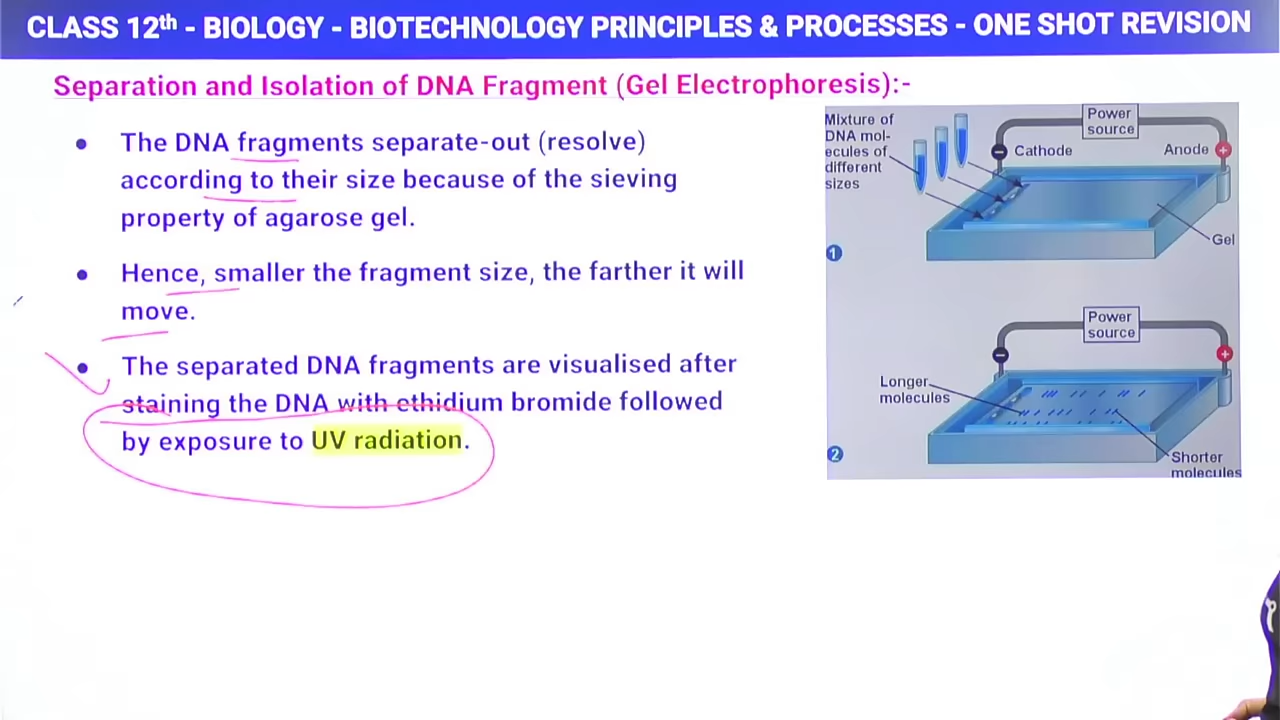 CLASS 12th - BIOLOGY - BIOTECHNOLOGY PRINCIPLES & PROCESSES - ONE SHOT REVISION
Separation and Isolation of DNA Fragment (Gel Electrophoresis):-
• The DNA fragments separate-out (resolve)
according to their size because of the sieving
property of agarose gel.
• Hence, smaller the fragment size, the farther it will
move.
• The separated DNA fragments are visualised after
staining the DNA with ethidium bromide followed
by exposure to UV radiation.
Mixture of
DNA mol-
ecules of
different
sizes
Power
source
− Cathode
Anode +
Gel
1
Power
source
−
+
Longer
molecules
Shorter
molecules
2